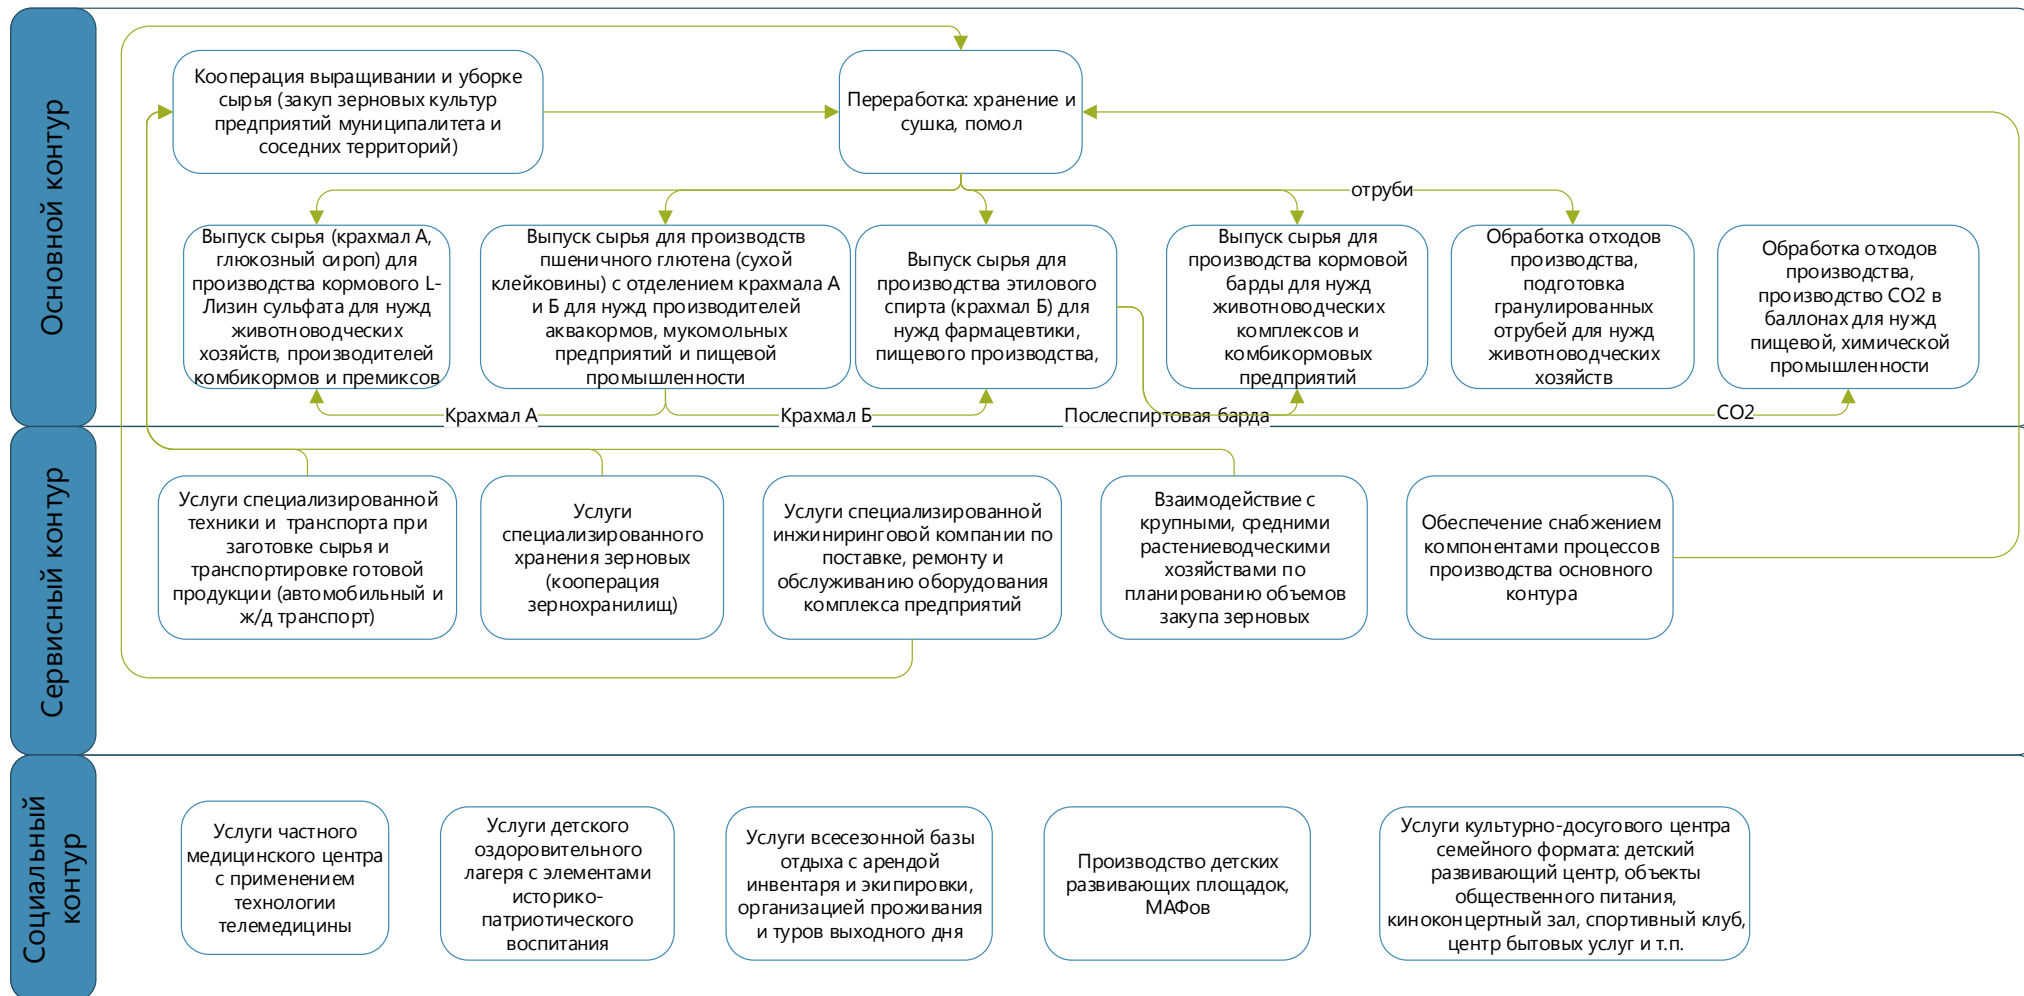 Основной контур
Кооперация выращивании и уборке
сырья (закуп зерновых культур
предприятий муниципалитета и
соседних территорий)
Переработка: хранение и
сушка, помол
отруби
Выпуск сырья (крахмал А,
глюкозный сироп) для
производства кормового L-
Лизин сульфата для нужд
животноводческих
хозяйств, производителей
комбикормов и премиксов
Выпуск сырья для производств
пшеничного глютена (сухой
клейковины) с отделением крахмала А
и Б для нужд производителей
аквакормов, мукомольных
предприятий и пищевой
промышленности
Выпуск сырья для
производства этилового
спирта (крахмал Б) для
нужд фармацевтики,
пищевого производства,
Выпуск сырья для
производства кормовой
барды для нужд
животноводческих
комплексов и
комбикормовых
предприятий
Обработка отходов
производства,
подготовка
гранулированных
отрубей для нужд
животноводческих
хозяйств
Обработка отходов
производства,
производство СО2 в
баллонах для нужд
пищевой, химической
промышленности
Крахмал А
Крахмал Б
Послеспиртовая барда
СО2
Сервисный контур
Услуги специализированной
техники и  транспорта при
заготовке сырья и
транспортировке готовой
продукции (автомобильный и
ж/д транспорт)
Услуги
специализированного
хранения зерновых
(кооперация
зернохранилищ)
Услуги специализированной
инжиниринговой компании по
поставке, ремонту и
обслуживанию оборудования
комплекса предприятий
Взаимодействие с
крупными, средними
растениеводческими
хозяйствами по
планированию объемов
закупа зерновых
Обеспечение снабжением
компонентами процессов
производства основного
контура
Социальный
контур
Услуги частного
медицинского центра
с применением
технологии
телемедицины
Услуги детского
оздоровительного
лагеря с элементами
историко-
патриотического
воспитания
Услуги всесезонной базы
отдыха с арендой
инвентаря и экипировки,
организацией проживания
и туров выходного дня
Производство детских
развивающих площадок,
МАФов
Услуги культурно-досугового центра
семейного формата: детский
развивающий центр, объекты
общественного питания,
киноконцертный зал, спортивный клуб,
центр бытовых услуг и т.п.